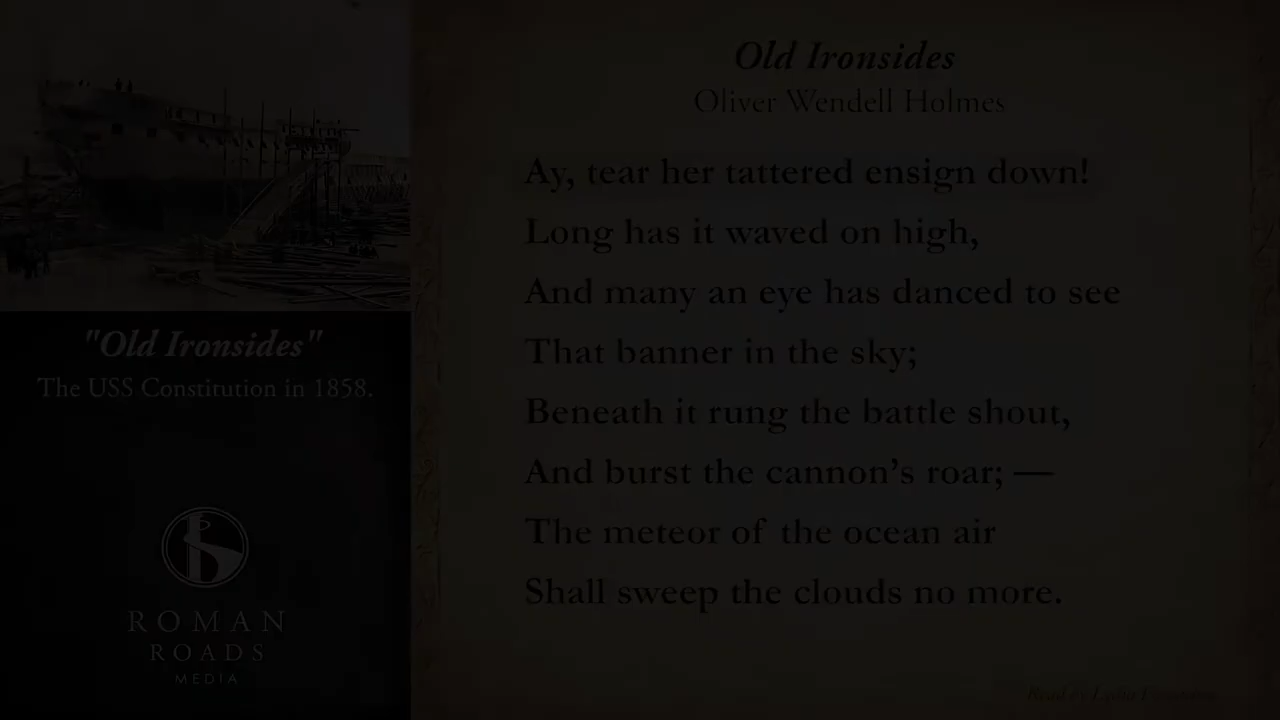 Old Ironsides
Oliver Wendell Holmes
Ay, tear her tattered ensign down!
Long has it waved on high,
And many an eye has danced to see
That banner in the sky;
Beneath it rung the battle shout,
And burst the cannon’s roar; —
The meteor of the ocean air
Shall sweep the clouds no more.
"Old Ironsides"
The USS Constitution in 1858.
ROMAN
ROADS
MEDIA
Read by Lydia